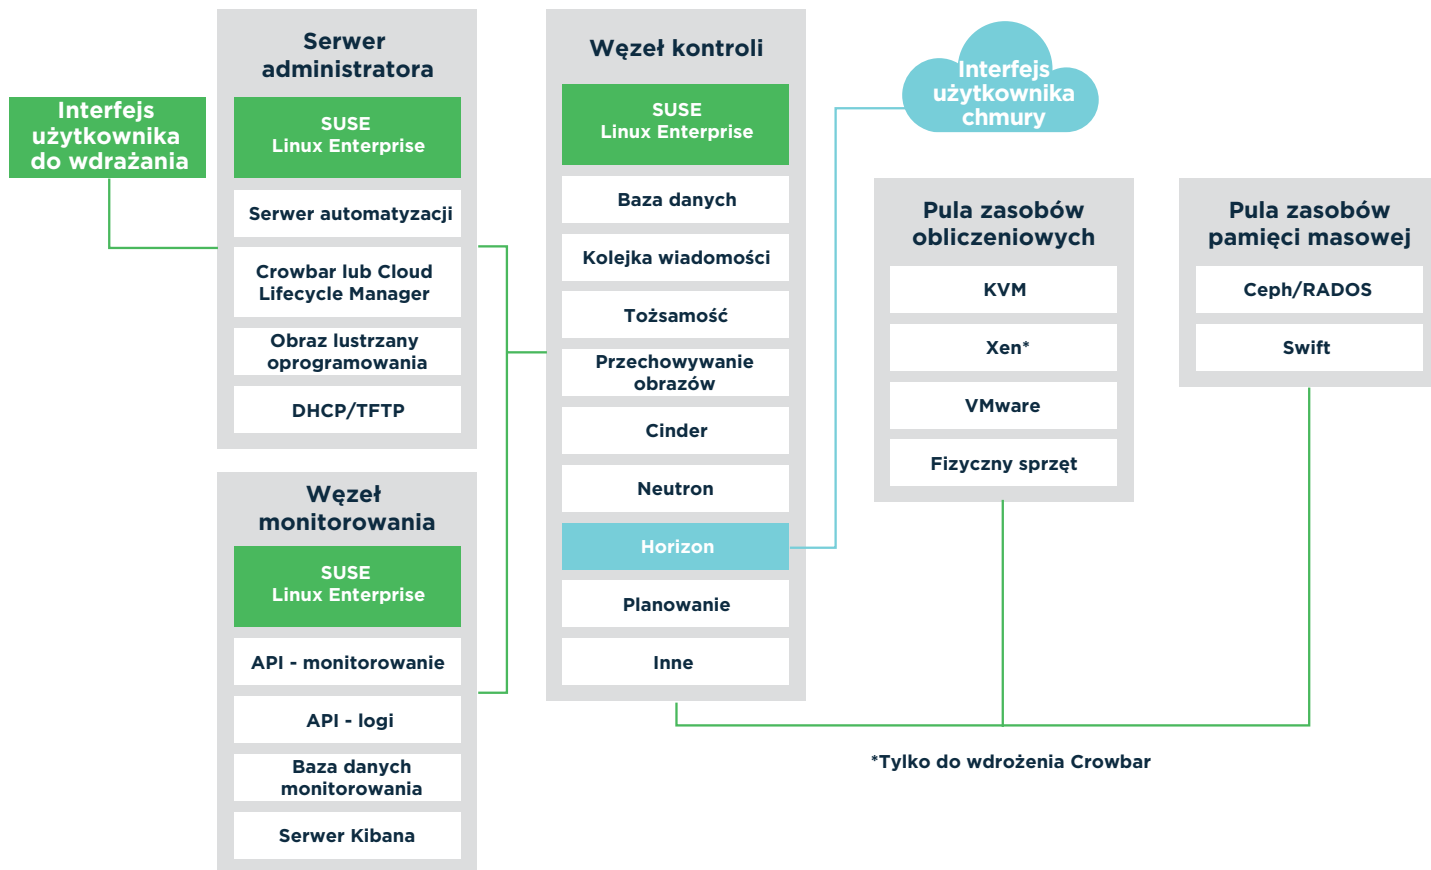 Interfejs
użytkownika
do wdrażania
Serwer
administratora
SUSE
Linux Enterprise
Serwer automatyzacji
Crowbar lub Cloud
Lifecycle Manager
Obraz lustrzany
oprogramowania
DHCP/TFTP
Węzeł
monitorowania
SUSE
Linux Enterprise
API - monitorowanie
API - logi
Baza danych
monitorowania
Serwer Kibana
Węzeł kontroli
SUSE
Linux Enterprise
Baza danych
Kolejka wiadomości
Tożsamość
Przechowywanie
obrazów
Cinder
Neutron
Horizon
Planowanie
Inne
Interfejs
użytkownika
chmury
Pula zasobów
obliczeniowych
KVM
Xen*
VMware
Fizyczny sprzęt
Pula zasobów
pamięci masowej
Ceph/RADOS
Swift
*Tylko do wdrożenia Crowbar